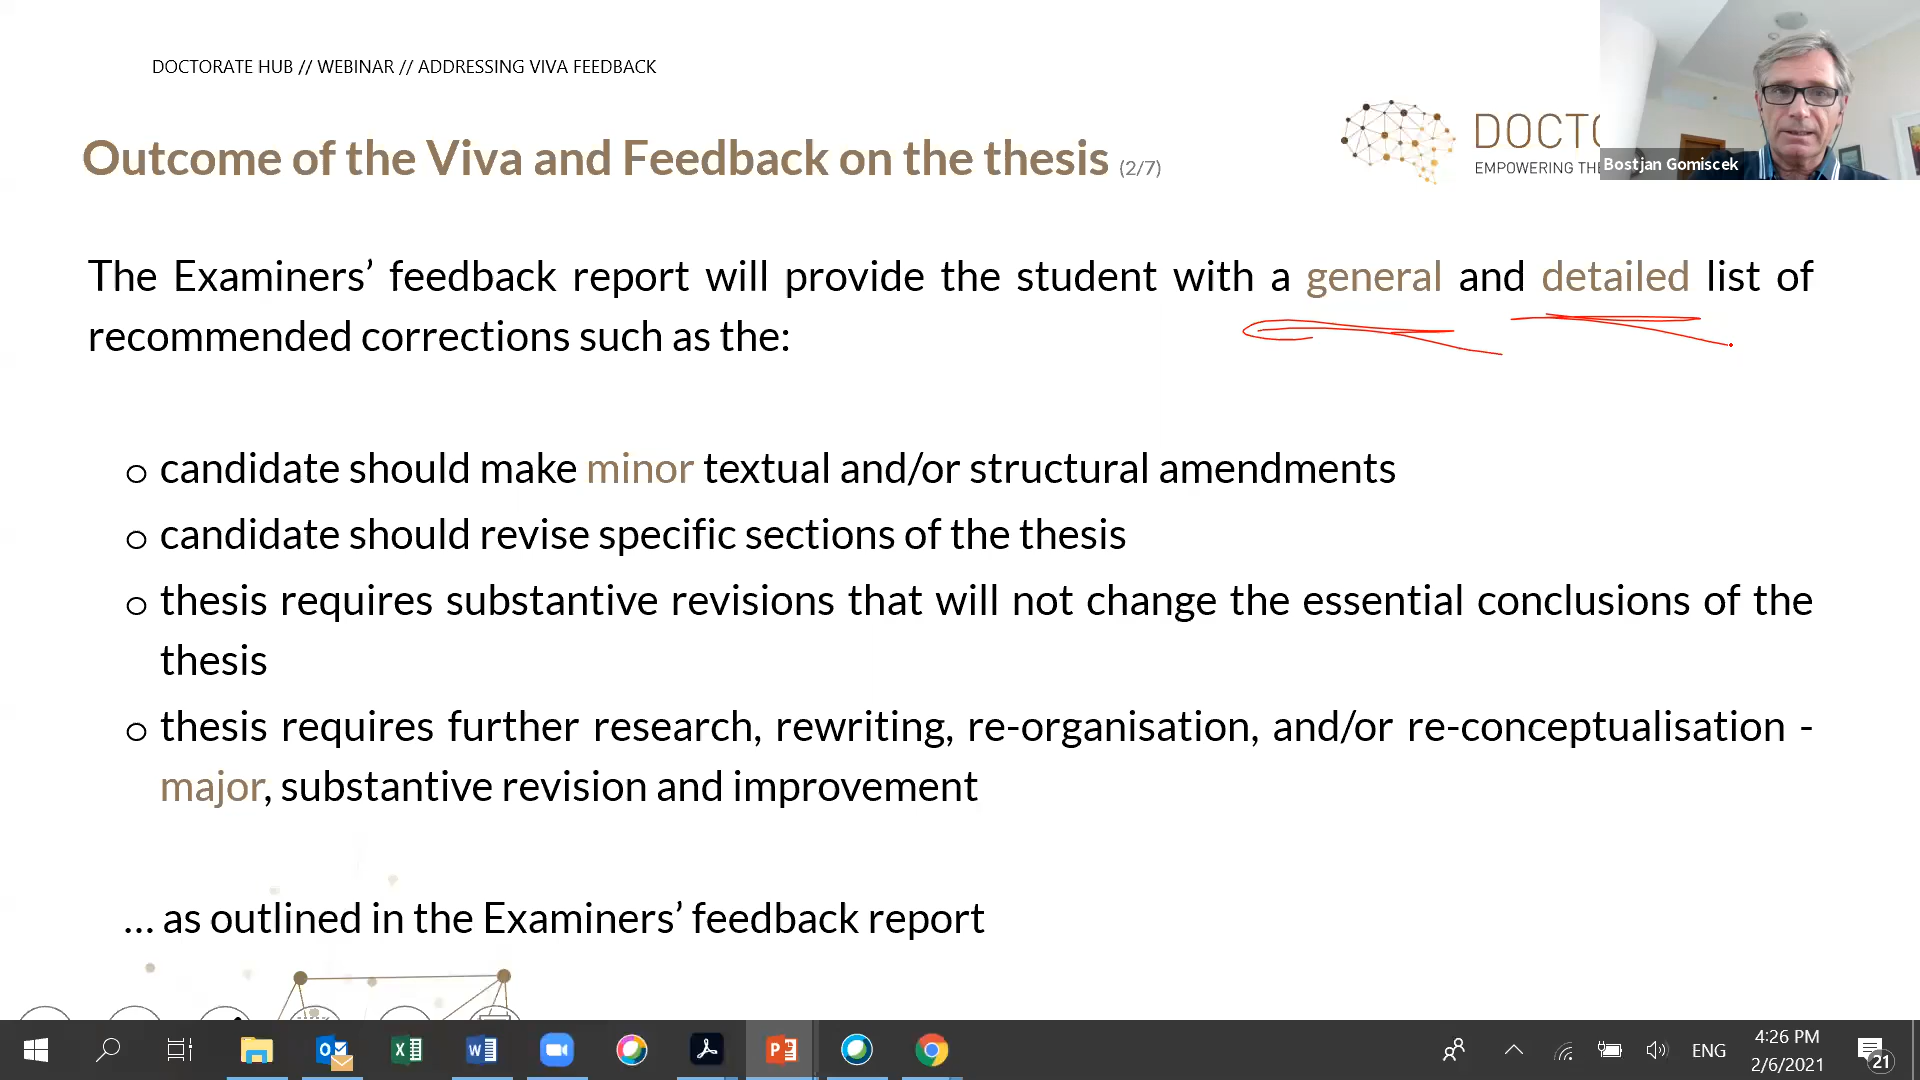 DOCTORATE HUB // WEBINAR // ADDRESSING VIVA FEEDBACK
Outcome of the Viva and Feedback on the thesis (2/7)
EMPOWERING
Bostjan Gomiscek
The Examiners’ feedback report will provide the student with a general and detailed list of
recommended corrections such as the:
o candidate should make minor textual and/or structural amendments
o candidate should revise specific sections of the thesis
o thesis requires substantive revisions that will not change the essential conclusions of the
thesis
o thesis requires further research, rewriting, re-organisation, and/or re-conceptualisation -
major, substantive revision and improvement
... as outlined in the Examiners’ feedback report
ENG
4:26 PM
2/6/2021
21